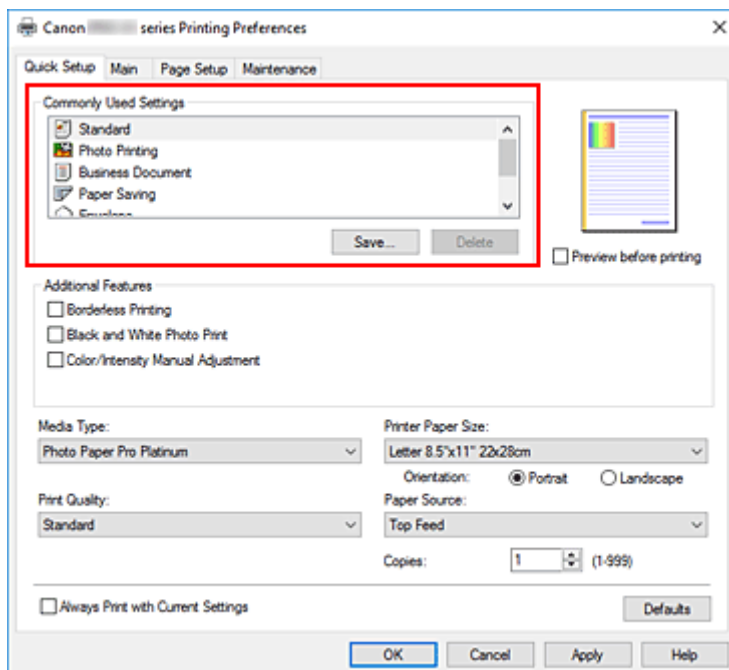 Canon series Printing Preferences
Quick Setup Main Page Setup Maintenance
Commonly Used Settings
Standard
Photo Printing
Business Document
Paper Saving
Save... Delete
Preview before printing
Additional Features
Borderless Printing
Black and White Photo Print
Color/Intensity Manual Adjustment
Media Type: Printer Paper Size:
Photo Paper Pro Platinum Letter 8.5"x11" 22x28cm
Orientation: Portrait Landscape
Print Quality: Paper Source:
Standard Top Feed
Copies: 1 (1-999)
Always Print with Current Settings Defaults
OK Cancel Apply Help